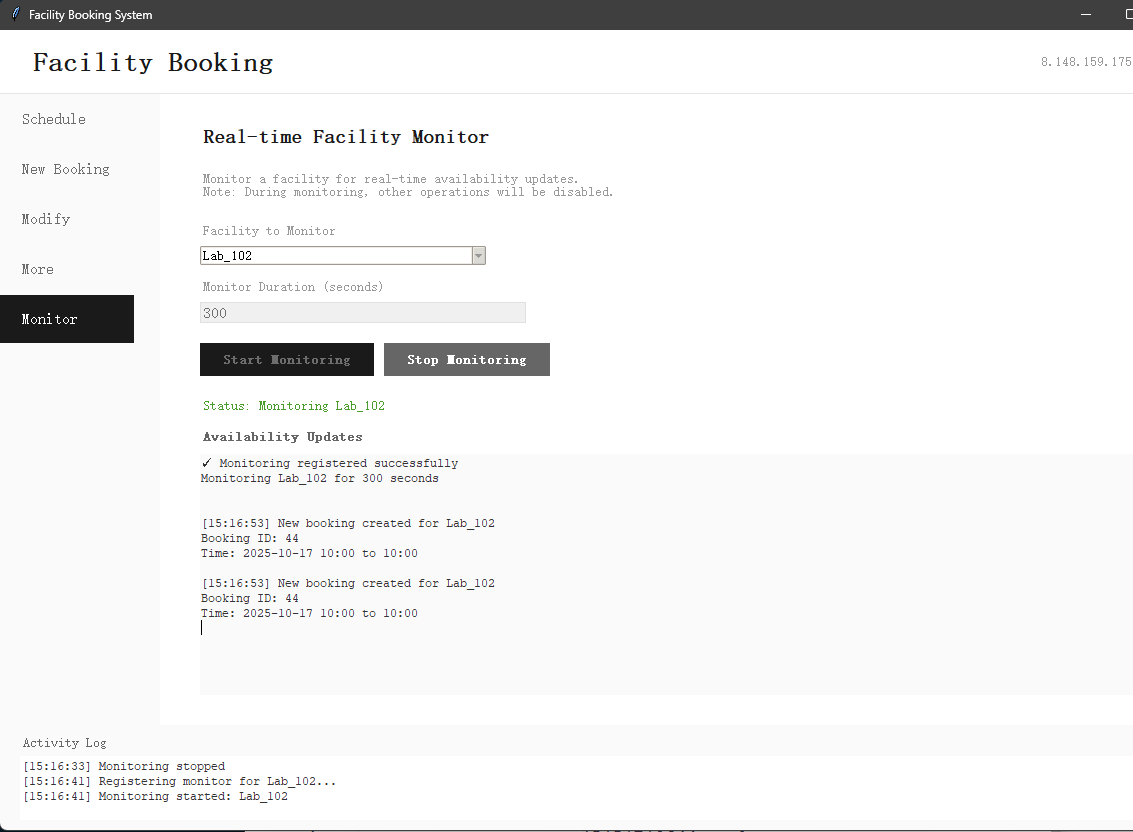 Facility Booking System
Facility Booking
8.148.159.175
Schedule
New Booking
Modify
More
Monitor
Real-time Facility Monitor
Monitor a facility for real-time availability updates.
Note: During monitoring, other operations will be disabled.
Facility to Monitor
Lab_102
Monitor Duration (seconds)
300
Start Monitoring
Stop Monitoring
Status: Monitoring Lab_102
Availability Updates
✓ Monitoring registered successfully
Monitoring Lab_102 for 300 seconds
[15:16:53] New booking created for Lab_102
Booking ID: 44
Time: 2025-10-17 10:00 to 10:00
[15:16:53] New booking created for Lab_102
Booking ID: 44
Time: 2025-10-17 10:00 to 10:00
Activity Log
[15:16:33] Monitoring stopped
[15:16:41] Registering monitor for Lab_102...
[15:16:41] Monitoring started: Lab_102